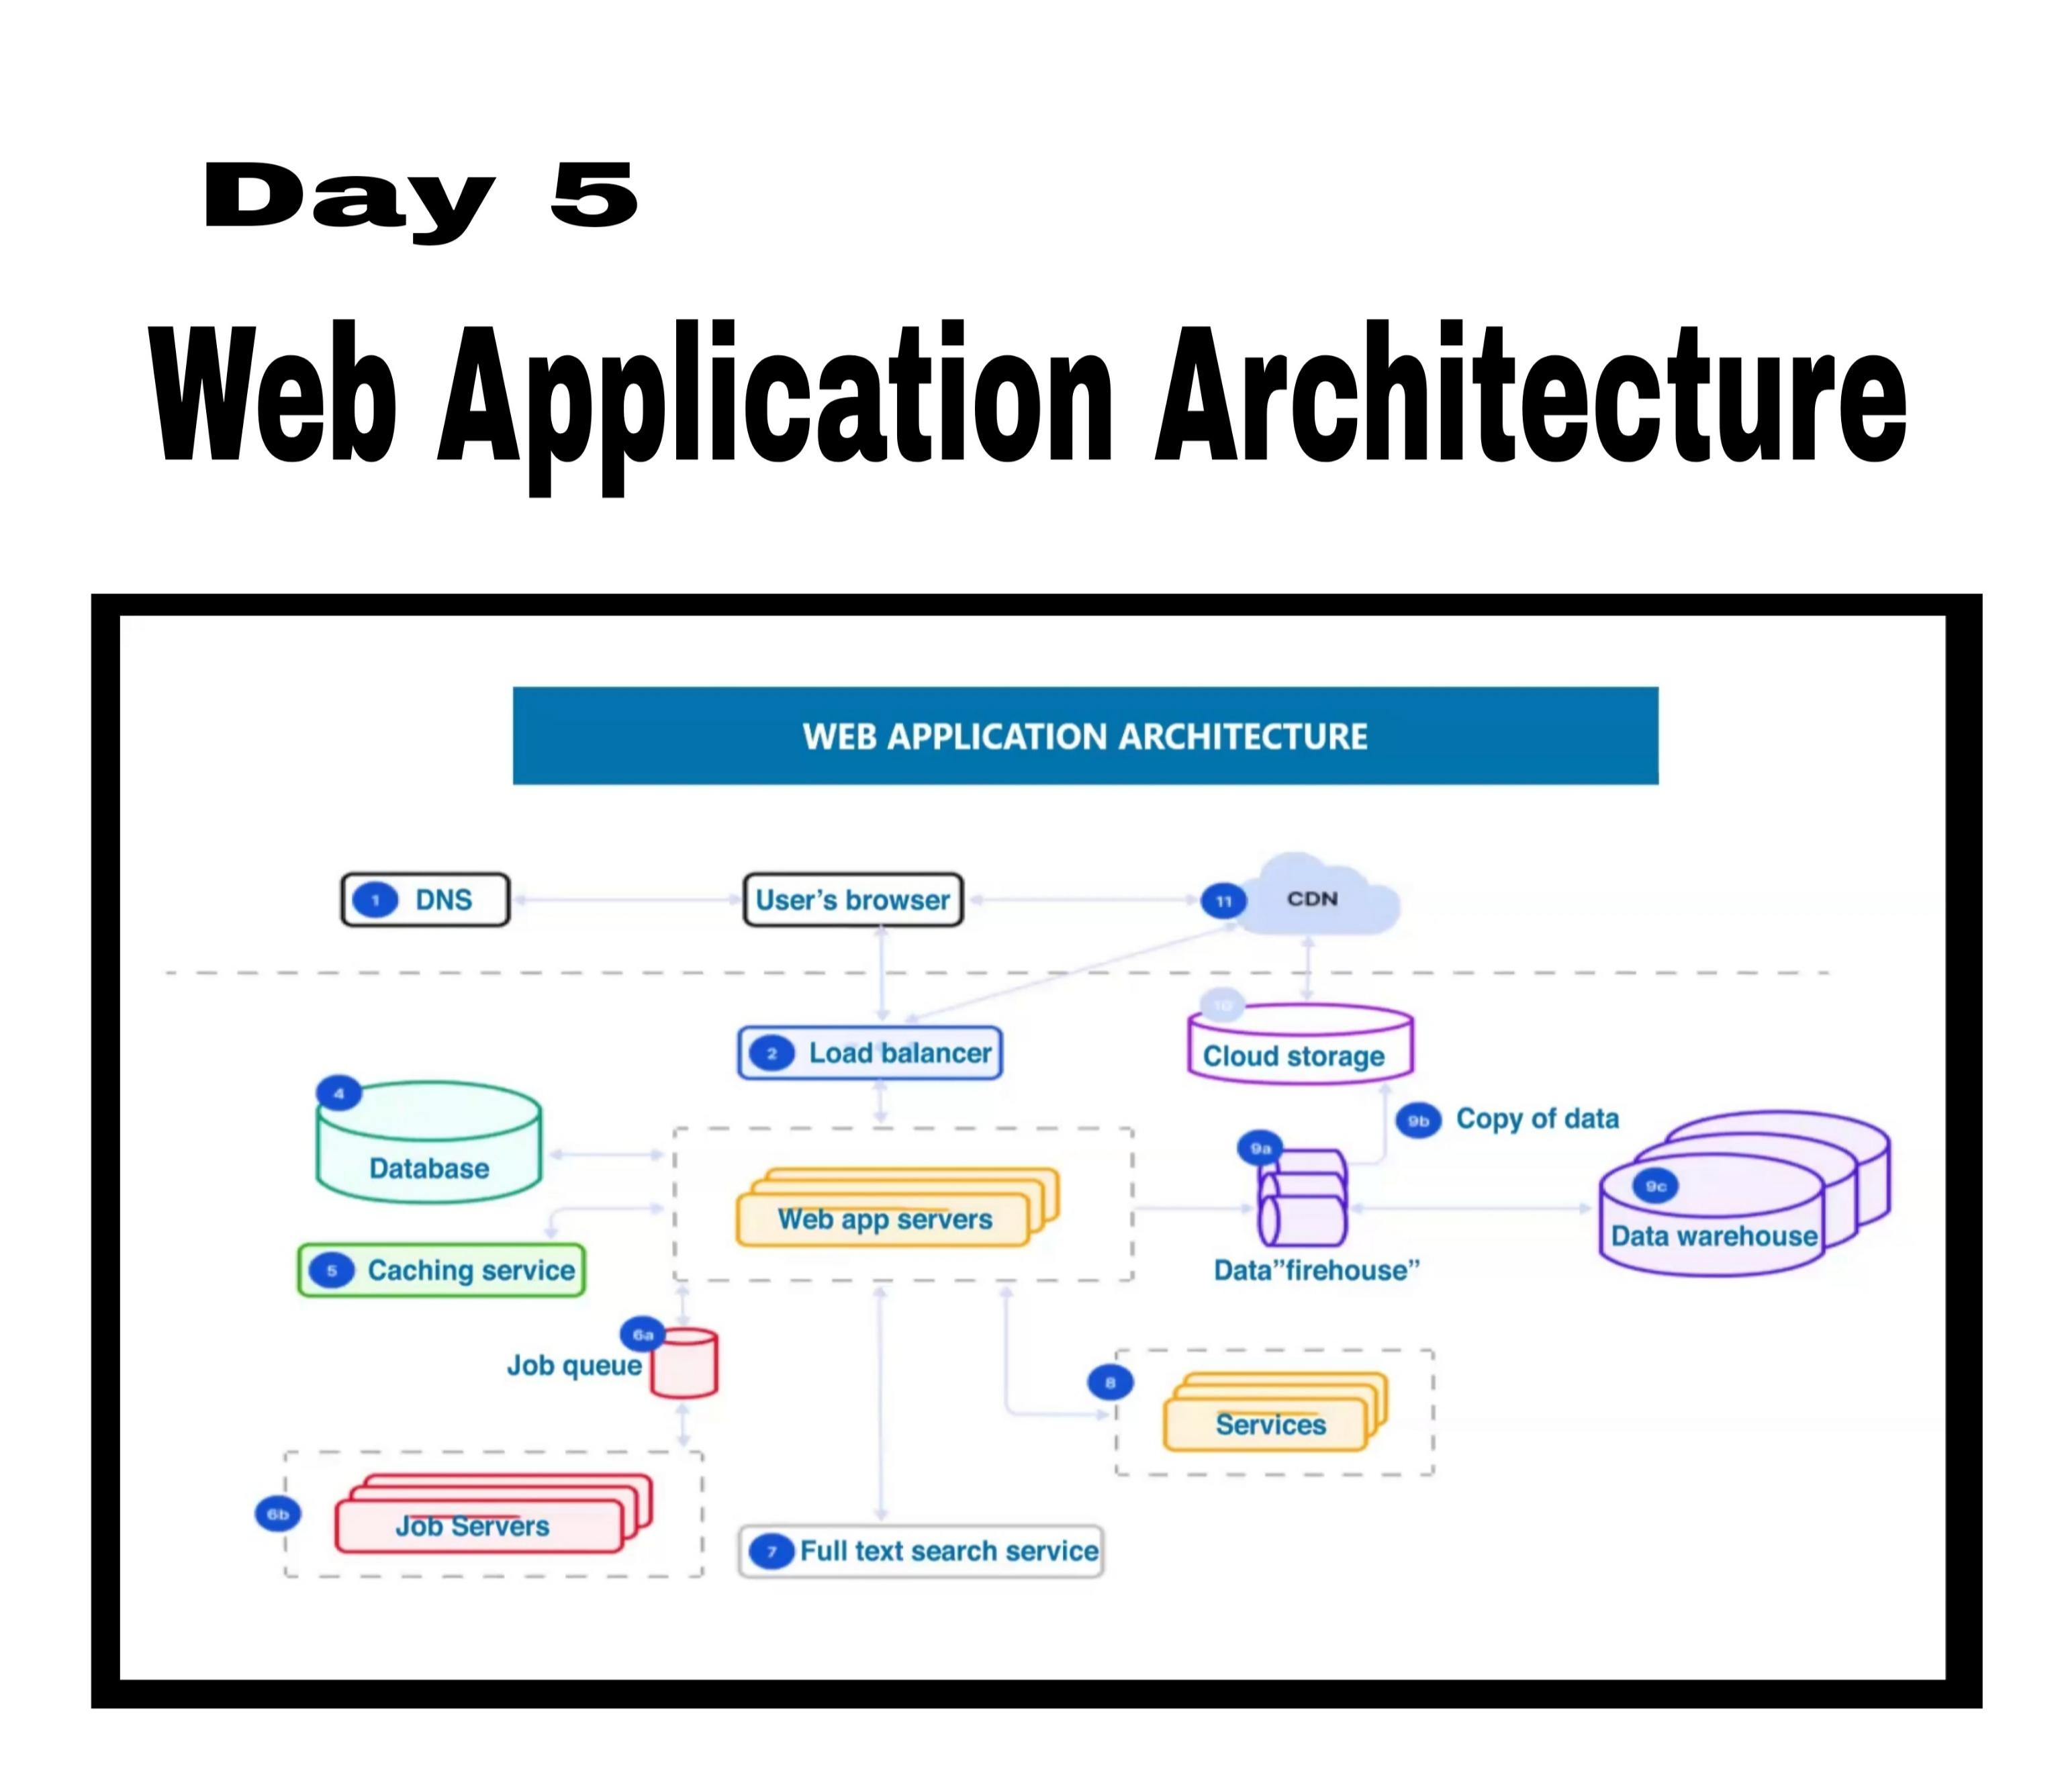 Day 5
Web Application Architecture
WEB APPLICATION ARCHITECTURE
1 DNS
User’s browser
11 CDN
2 Load balancer
10
Cloud storage
4
Database
9b Copy of data
9a
9c
Web app servers
Data warehouse
5 Caching service
Data”firehouse”
6a
Job queue
8
Services
6b
Job Servers
7 Full text search service